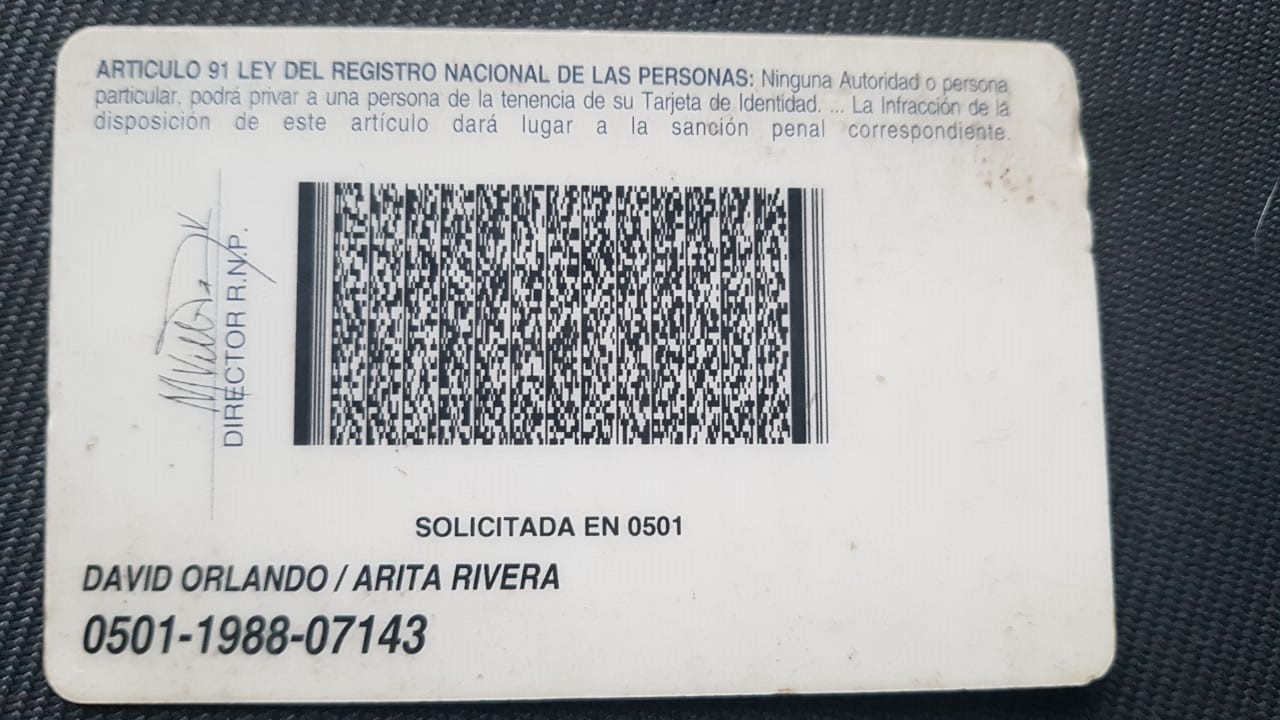 ARTICULO 91 LEY DEL REGISTRO NACIONAL DE LAS PERSONAS: Ninguna Autoridad o persona
particular, podrá privar a una persona de la tenencia de su Tarjeta de Identidad. ... La Infracción de la
disposición de este artículo dará lugar a la sanción penal correspondiente.
DIRECTOR R.N.P.
SOLICITADA EN 0501
DAVID ORLANDO / ARITA RIVERA
0501-1988-07143